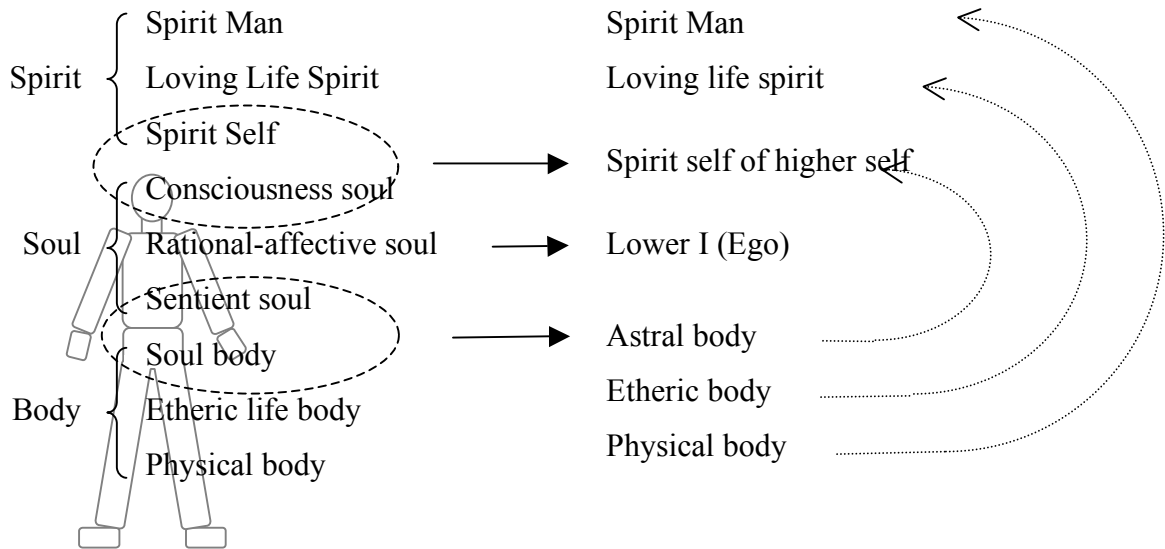 Spirit
Spirit Man
Loving Life Spirit
Spirit Self
Soul
Consciousness soul
Rational-affective soul
Sentient soul
Body
Soul body
Etheric life body
Physical body
Spirit Man
Loving life spirit
Spirit self of higher self
Lower I (Ego)
Astral body
Etheric body
Physical body